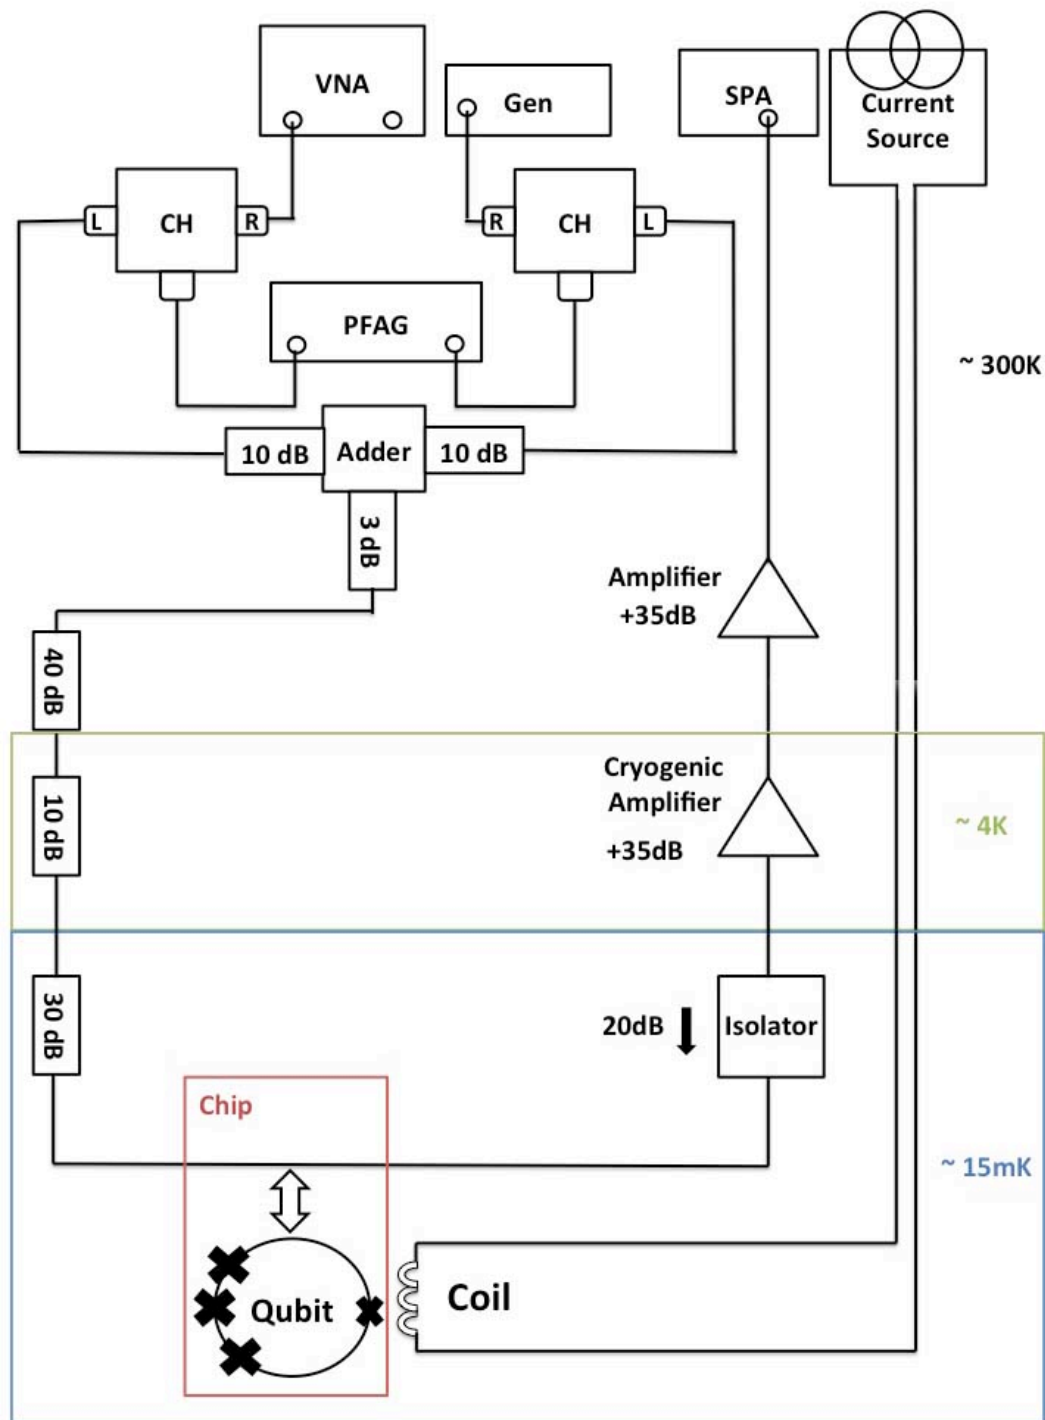 VNA
Gen
SPA
Current
Source
L
CH
R
R
CH
L
PFAG
~ 300K
10 dB
Adder
10 dB
3 dB
Amplifier
+35dB
40 dB
Cryogenic
Amplifier
+35dB
10 dB
~ 4K
30 dB
20dB
Isolator
Chip
~ 15mK
Qubit
Coil